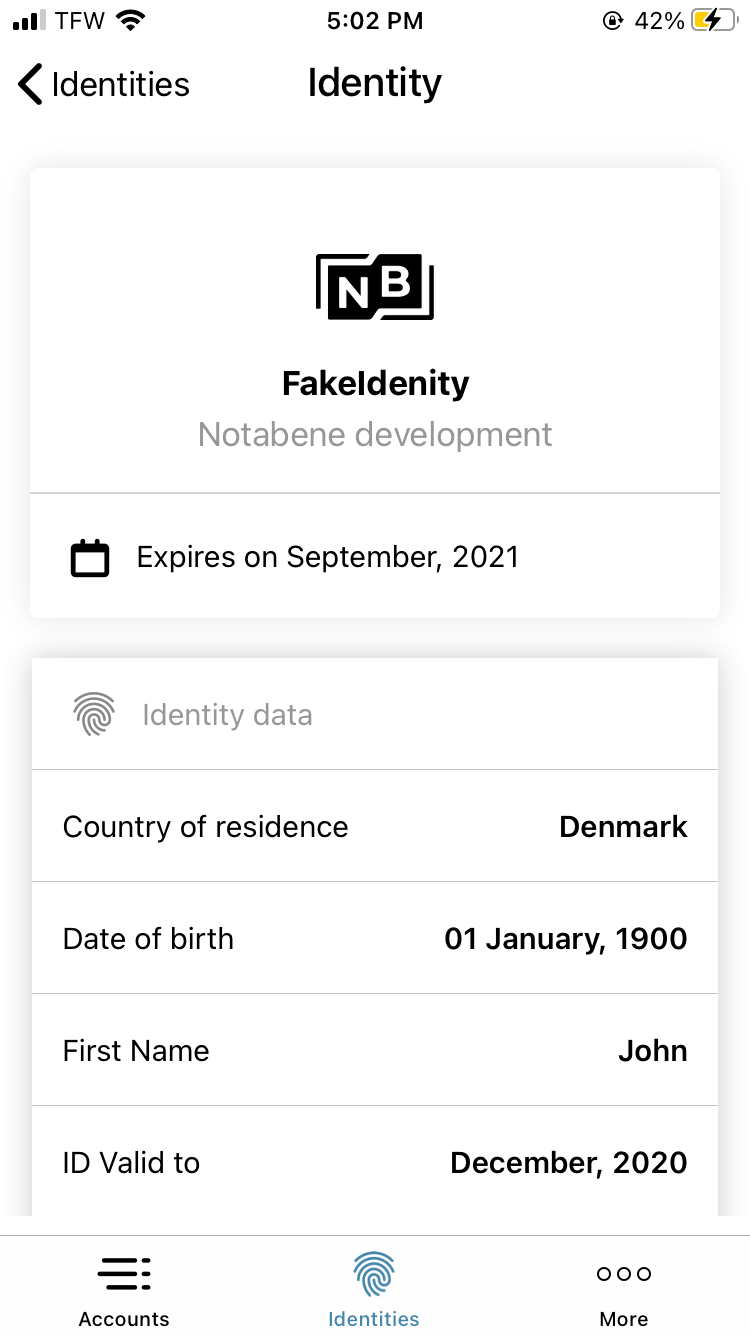 TFW 5:02 PM 42%
Identities Identity
NB
FakeIdenity
Notabene development
Expires on September, 2021
Identity data
Country of residence Denmark
Date of birth 01 January, 1900
First Name John
ID Valid to December, 2020
Accounts Identities More